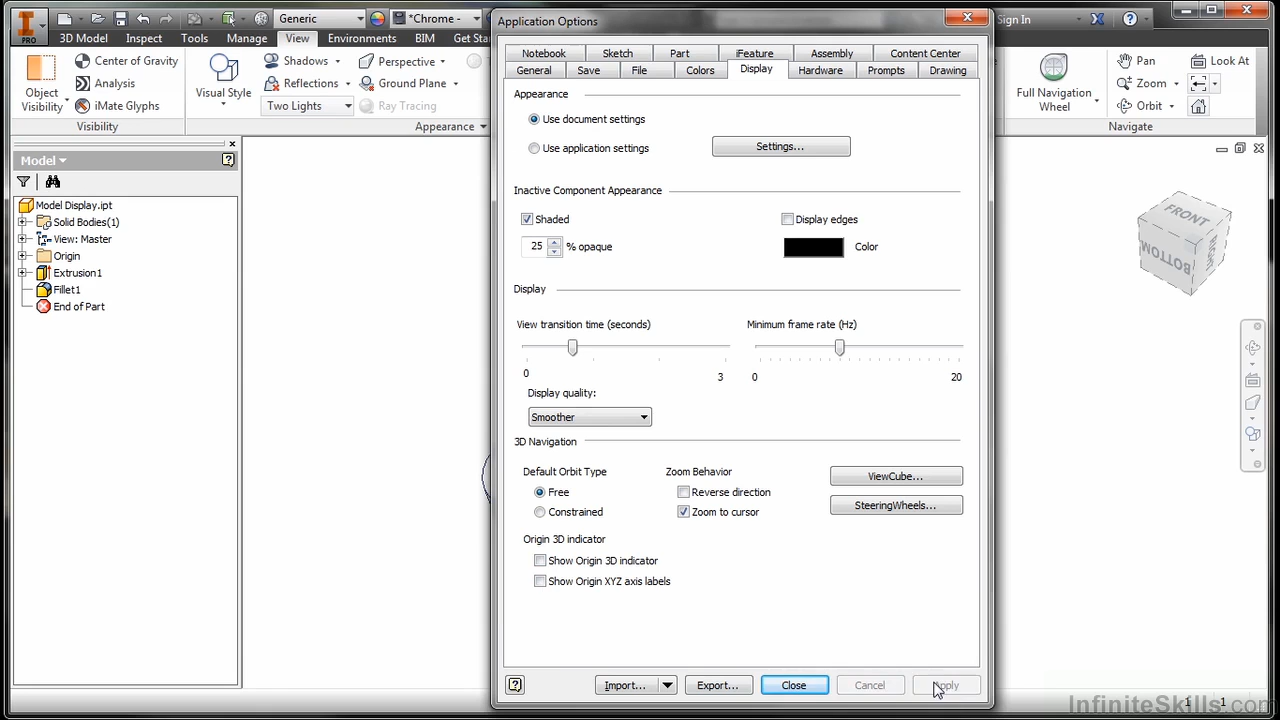 PRO
Generic
*Chrome -
Sign In
3D Model
Inspect
Tools
Manage
View
Environments
BIM
Get Sta
Object
Visibility
Center of Gravity
Analysis
iMate Glyphs
Visibility
Visual Style
Shadows
Reflections
Two Lights
Perspective
Ground Plane
Ray Tracing
Appearance
Full Navigation
Wheel
Pan
Zoom
Orbit
Look At
Navigate
Model
Model Display.ipt
Solid Bodies(1)
View: Master
Origin
Extrusion1
Fillet1
End of Part
Application Options
Notebook
Sketch
Part
iFeature
Assembly
Content Center
General
Save
File
Colors
Display
Hardware
Prompts
Drawing
Appearance
Use document settings
Use application settings
Settings...
Inactive Component Appearance
Shaded
Display edges
25
% opaque
Color
Display
View transition time (seconds)
Minimum frame rate (Hz)
0
3
0
20
Display quality:
Smoother
3D Navigation
Default Orbit Type
Zoom Behavior
ViewCube...
Free
Reverse direction
Constrained
Zoom to cursor
SteeringWheels...
Origin 3D indicator
Show Origin 3D indicator
Show Origin XYZ axis labels
Import...
Export...
Close
Cancel
Apply
FRONT
BOTTOM
1
1
InfiniteSkills.com